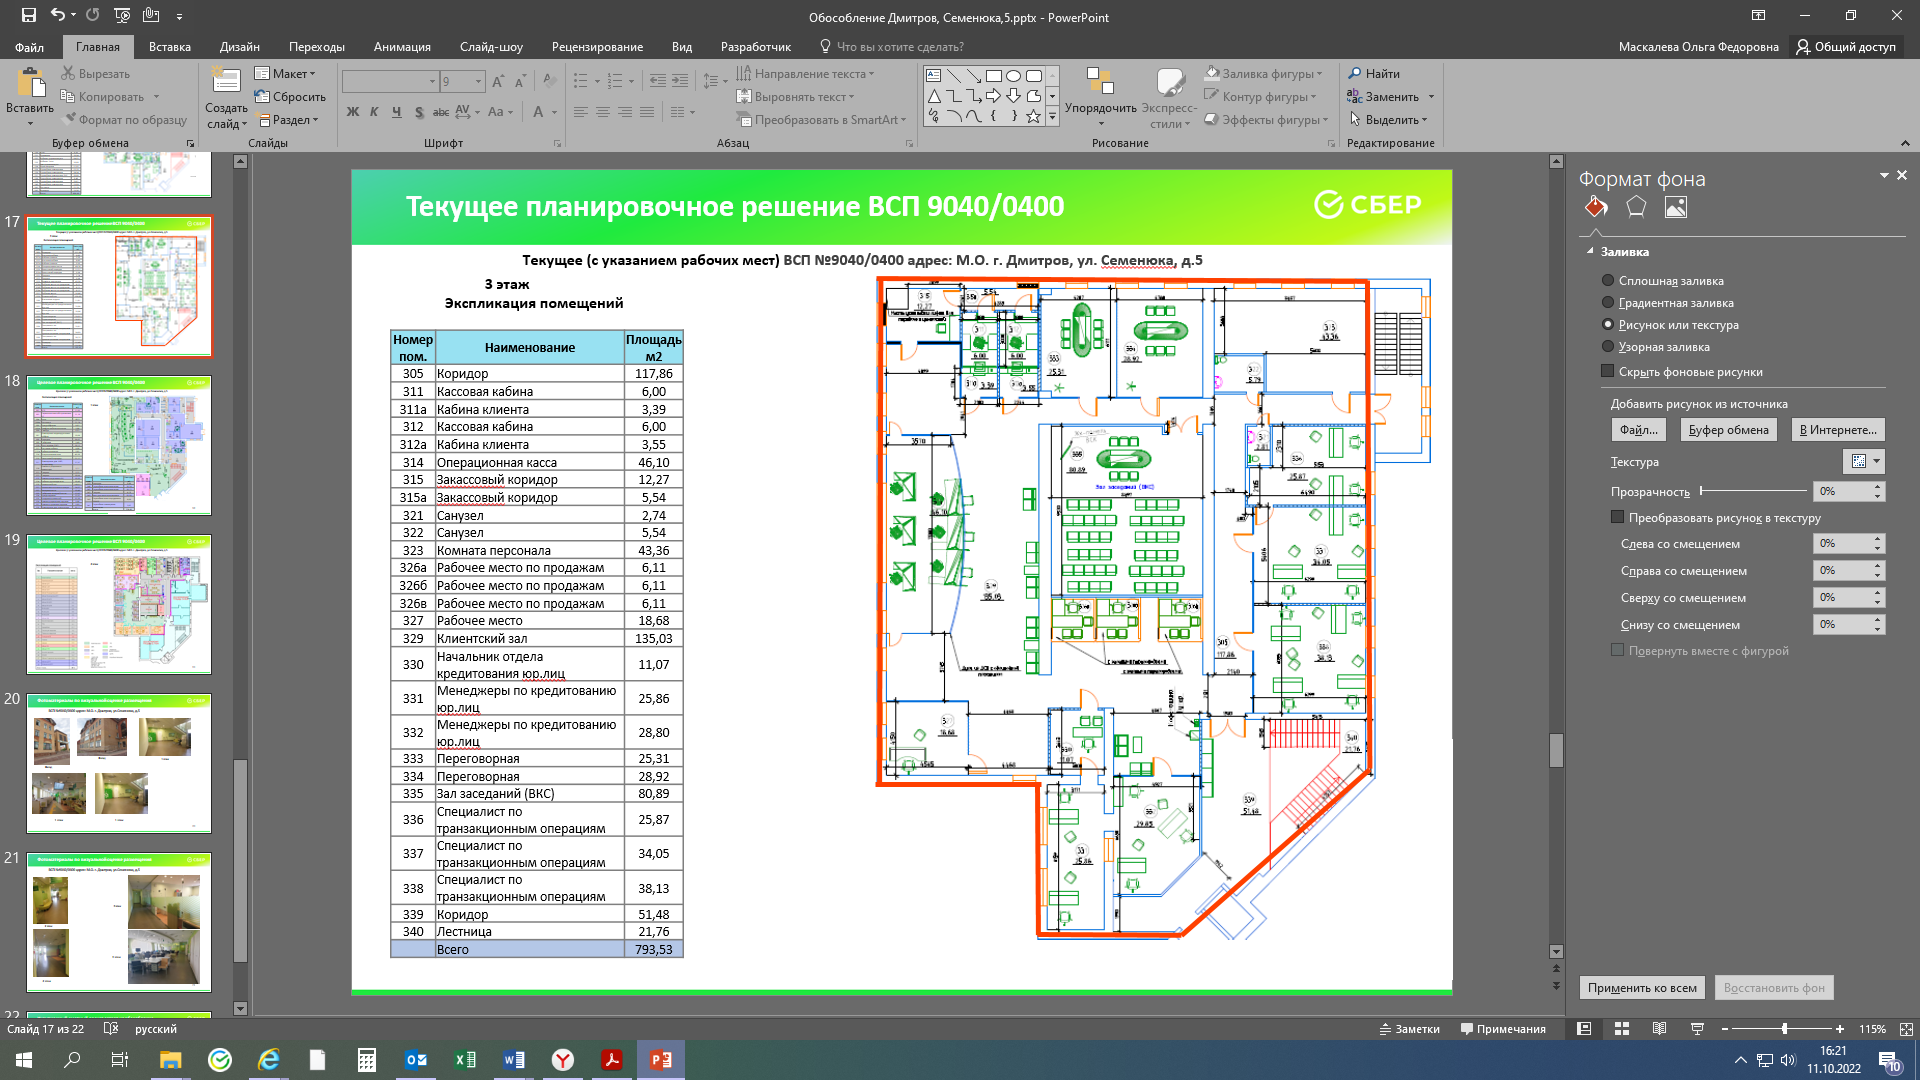 Обособление Дмитров, Семенюка,5.pptx - PowerPoint
Файл
Главная
Вставка
Дизайн
Переходы
Анимация
Слайд-шоу
Рецензирование
Вид
Разработчик
Что вы хотите сделать?
Маскалева Ольга Федоровна
Общий доступ
Вставить
Вырезать
Копировать
Формат по образцу
Буфер обмена
Создать слайд
Макет
Сбросить
Раздел
Слайды
9
Ж К Ч S abc AV Aa A
Шрифт
Направление текста
Выровнять текст
Преобразовать в SmartArt
Абзац
Упорядочить
Экспресс-стили
Заливка фигуры
Контур фигуры
Эффекты фигуры
Рисование
Найти
Заменить
Выделить
Редактирование
17
18
19
20
21
22
Текущее планировочное решение ВСП 9040/0400
СБЕР
Текущее (с указанием рабочих мест) ВСП №9040/0400 адрес: М.О. г. Дмитров, ул. Семенюка, д.5
3 этаж
Экспликация помещений
Номер пом. Наименование Площадь м2
305 Коридор 117,86
311 Кассовая кабина 6,00
311а Кабина клиента 3,39
312 Кассовая кабина 6,00
312а Кабина клиента 3,55
314 Операционная касса 46,10
315 Закассовый коридор 12,27
315а Закассовый коридор 5,54
321 Санузел 2,74
322 Санузел 5,54
323 Комната персонала 43,36
326а Рабочее место по продажам 6,11
326б Рабочее место по продажам 6,11
326в Рабочее место по продажам 6,11
327 Рабочее место 18,68
329 Клиентский зал 135,03
330 Начальник отдела кредитования юр.лиц 11,07
331 Менеджеры по кредитованию юр.лиц 25,86
332 Менеджеры по кредитованию юр.лиц 28,80
333 Переговорная 25,31
334 Переговорная 28,92
335 Зал заседаний (ВКС) 80,89
336 Специалист по транзакционным операциям 25,87
337 Специалист по транзакционным операциям 34,05
338 Специалист по транзакционным операциям 38,13
339 Коридор 51,48
340 Лестница 21,76
Всего 793,53
Формат фона
Заливка
Сплошная заливка
Градиентная заливка
Рисунок или текстура
Узорная заливка
Скрыть фоновые рисунки
Добавить рисунок из источника
Файл...
Буфер обмена
В Интернете...
Текстура
Прозрачность 0%
Преобразовать рисунок в текстуру
Слева со смещением 0%
Справа со смещением 0%
Сверху со смещением 0%
Снизу со смещением 0%
Повернуть вместе с фигурой
Применить ко всем
Восстановить фон
Слайд 17 из 22
русский
Заметки
Примечания
115%
16:21
11.10.2022
10